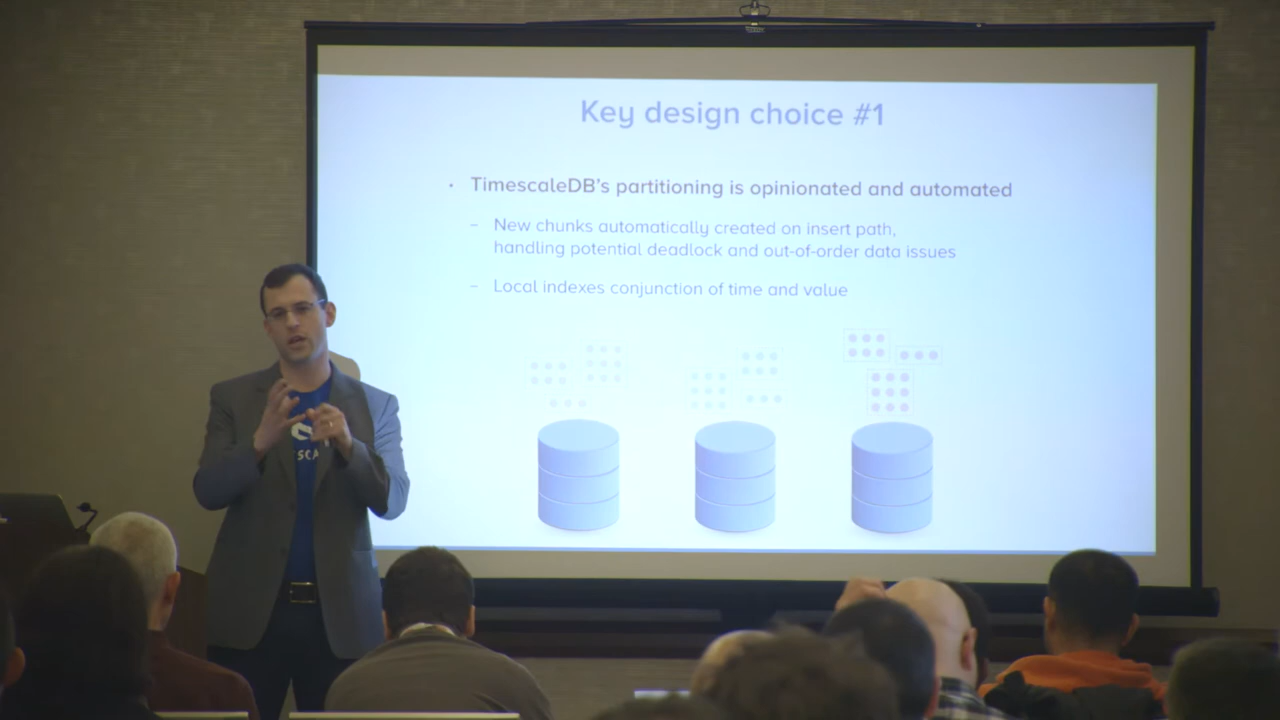 Key design choice #1
• TimescaleDB's partitioning is opinionated and automated
– New chunks automatically created on insert path,
handling potential deadlock and out-of-order data issues
– Local indexes conjunction of time and value